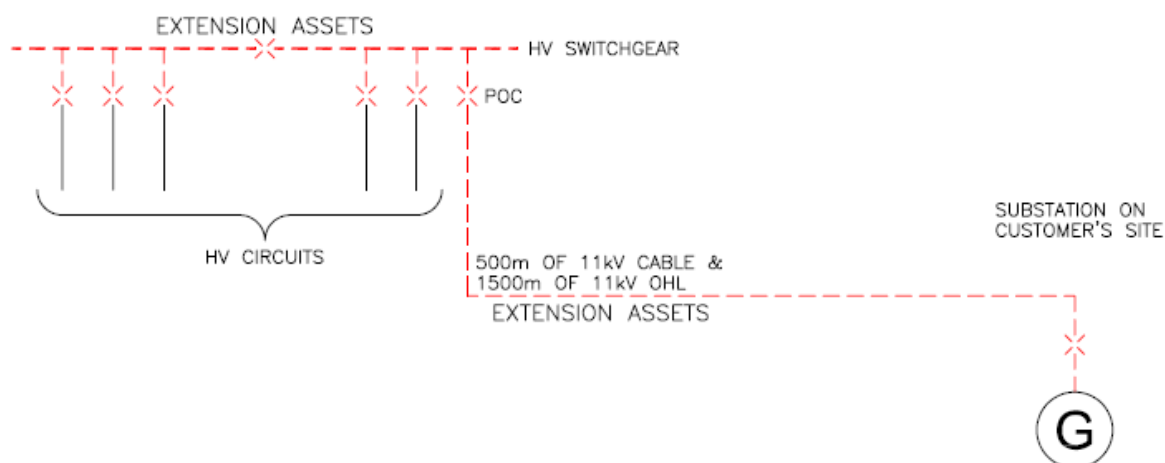 EXTENSION ASSETS
HV SWITCHGEAR
POC
HV CIRCUITS
SUBSTATION ON
CUSTOMER'S SITE
500m OF 11kV CABLE &
1500m OF 11kV OHL
EXTENSION ASSETS
G